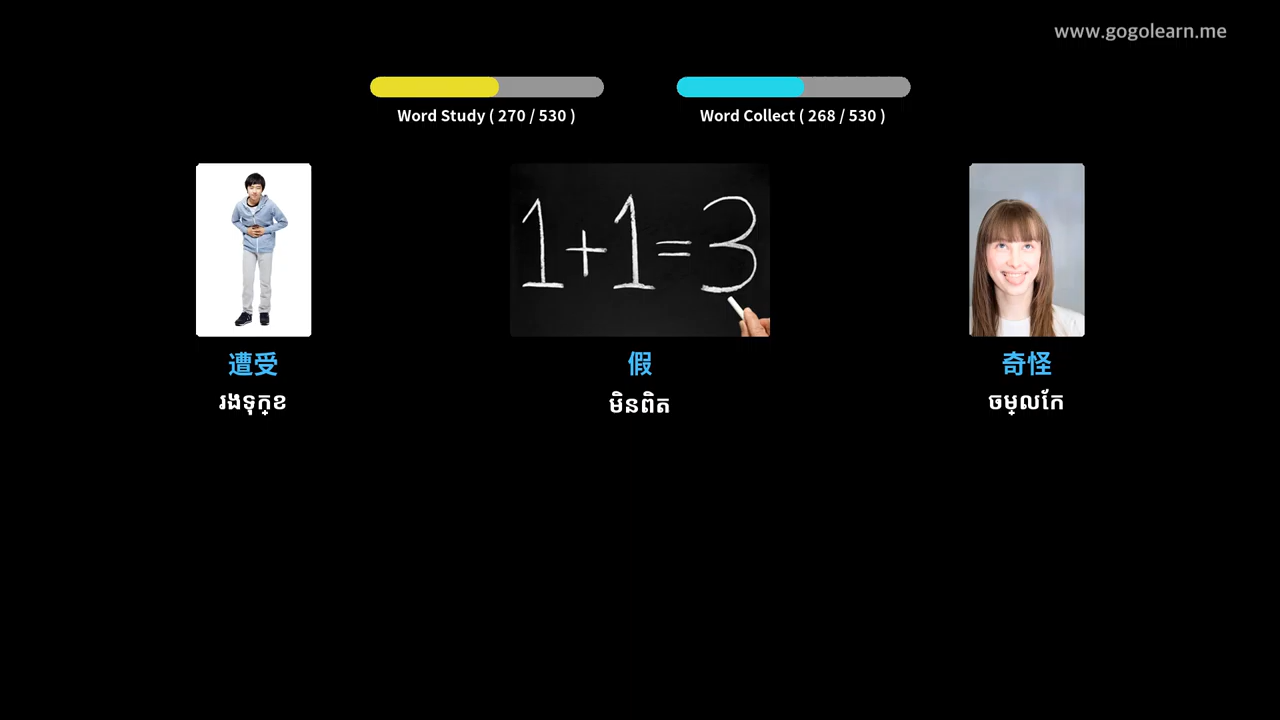 www.gogolearn.me
Word Study ( 270 / 530 )
Word Collect ( 268 / 530 )
1+1=3
遭受
假
奇怪
រងទុក្ខ
មិនពិត
ចម្លកែ